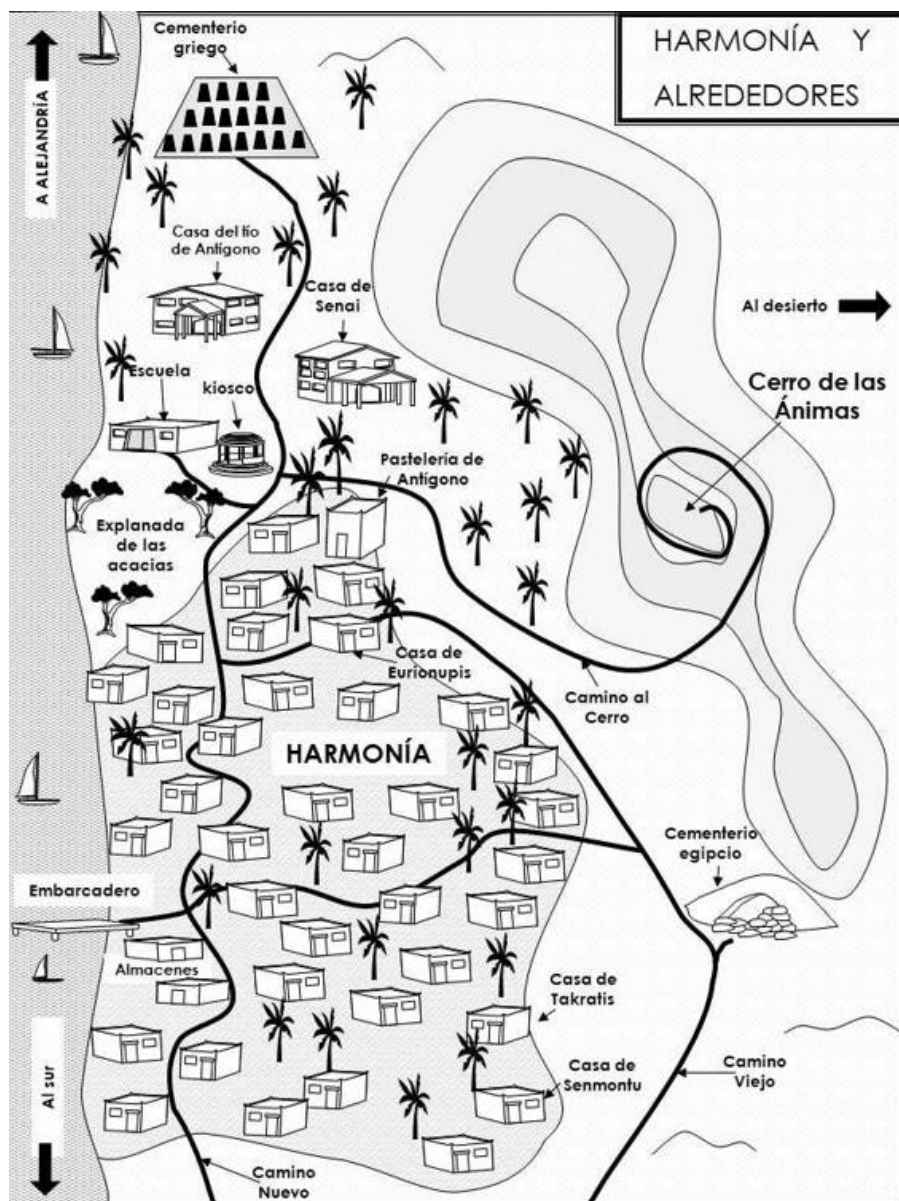 HARMONÍA Y
ALREDEDORES
Cementerio
griego
A ALEJANDRÍA
Casa del tío
de Antígono
Casa de
Senai
Al desierto
Escuela
kiosco
Cerro de las
Ánimas
Pastelería de
Antígono
Explanada
de las
acacias
Casa de
Eurionupis
Camino al
Cerro
HARMONÍA
Cementerio
egipcio
Embarcadero
Almacenes
Casa de
Takratis
Casa de
Senmontu
Camino
Viejo
Al sur
Camino
Nuevo